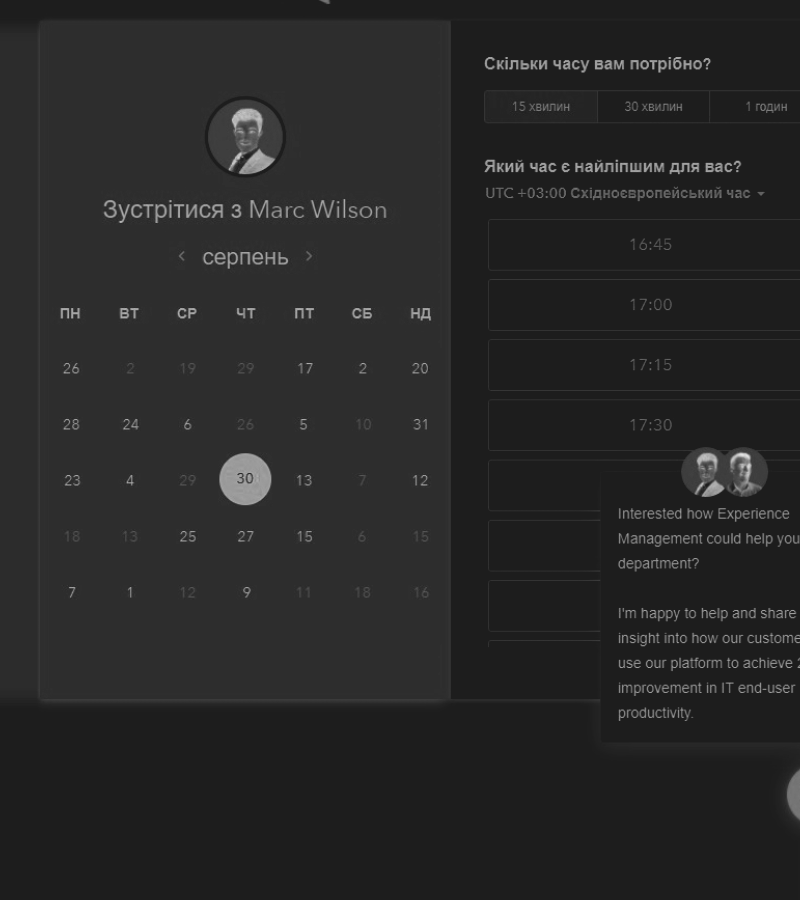 Зустрітися з Marc Wilson
серпень
ПН ВТ СР ЧТ ПТ СБ НД
26 2 19 29 17 2 20
28 24 6 26 5 10 31
23 4 29 30 13 7 12
18 13 25 27 15 6 15
7 1 12 9 11 18 16
Скільки часу вам потрібно?
15 хвилин 30 хвилин 1 годин
Який час є найліпшим для вас?
UTC +03:00 Східноєвропейський час
16:45
17:00
17:15
17:30
Interested how Experience
Management could help you
department?
I'm happy to help and share
insight into how our custome
use our platform to achieve 2
improvement in IT end-user
productivity.